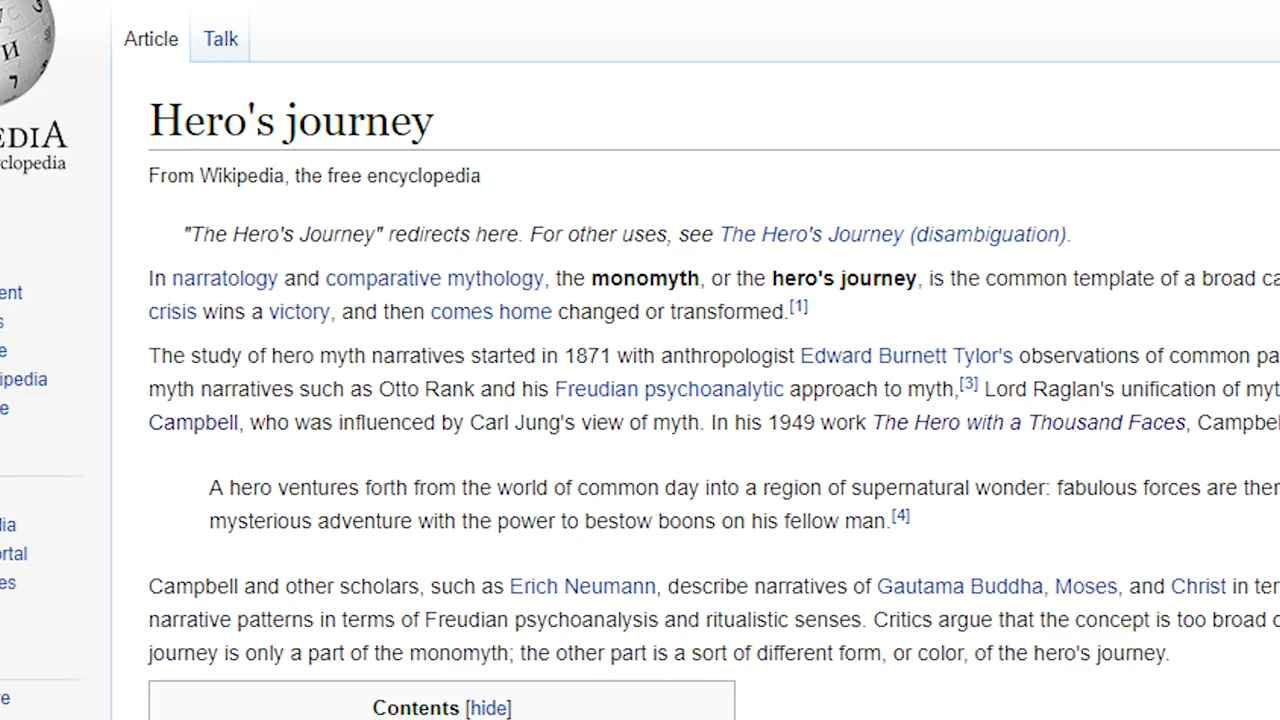 Article Talk
Hero's journey
From Wikipedia, the free encyclopedia
"The Hero's Journey" redirects here. For other uses, see The Hero's Journey (disambiguation).
In narratology and comparative mythology, the monomyth, or the hero's journey, is the common template of a broad ca
crisis wins a victory, and then comes home changed or transformed.[1]
The study of hero myth narratives started in 1871 with anthropologist Edward Burnett Tylor's observations of common pa
myth narratives such as Otto Rank and his Freudian psychoanalytic approach to myth,[3] Lord Raglan's unification of myt
Campbell, who was influenced by Carl Jung's view of myth. In his 1949 work The Hero with a Thousand Faces, Campbel
A hero ventures forth from the world of common day into a region of supernatural wonder: fabulous forces are ther
mysterious adventure with the power to bestow boons on his fellow man.[4]
Campbell and other scholars, such as Erich Neumann, describe narratives of Gautama Buddha, Moses, and Christ in ter
narrative patterns in terms of Freudian psychoanalysis and ritualistic senses. Critics argue that the concept is too broad o
journey is only a part of the monomyth; the other part is a sort of different form, or color, of the hero's journey.
Contents [hide]
EDIA
clopedia
ent
s
e
ipedia
e
dia
ortal
es
re